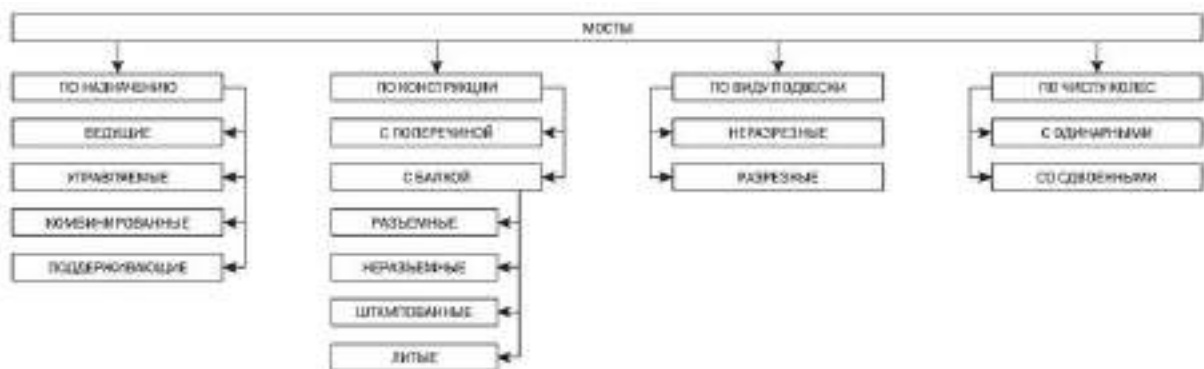 МОСТЫ
ПО НАЗНАЧЕНИЮ
ВЕДУЩИЕ
УПРАВЛЯЕМЫЕ
КОМБИНИРОВАННЫЕ
ПОДДЕРЖИВАЮЩИЕ
ПО КОНСТРУКЦИИ
С ПОПЕРЕЧИНОЙ
С БАЛКОЙ
РАЗЪЕМНЫЕ
НЕРАЗЪЕМНЫЕ
ШТАМПОВАННЫЕ
ЛИТЫЕ
ПО ВИДУ ПОДВЕСКИ
НЕРАЗРЕЗНЫЕ
РАЗРЕЗНЫЕ
ПО ЧИСЛУ КОЛЕС
С ОДИНАРНЫМИ
СО СДВОЕННЫМИ